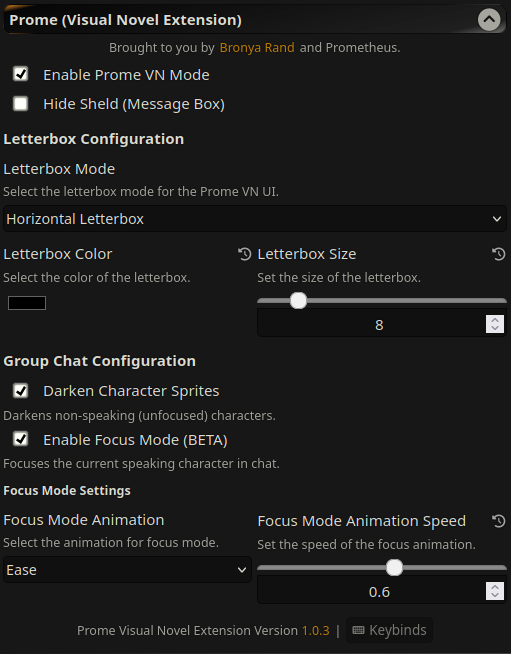 Prome (Visual Novel Extension)
Brought to you by Bronya Rand and Prometheus.
Enable Prome VN Mode
Hide Sheld (Message Box)
Letterbox Configuration
Letterbox Mode
Select the letterbox mode for the Prome VN UI.
Horizontal Letterbox
Letterbox Color
Select the color of the letterbox.
Letterbox Size
Set the size of the letterbox.
8
Group Chat Configuration
Darken Character Sprites
Darkens non-speaking (unfocused) characters.
Enable Focus Mode (BETA)
Focuses the current speaking character in chat.
Focus Mode Settings
Focus Mode Animation
Select the animation for focus mode.
Ease
Focus Mode Animation Speed
Set the speed of the focus animation.
0.6
Prome Visual Novel Extension Version 1.0.3 | Keybinds